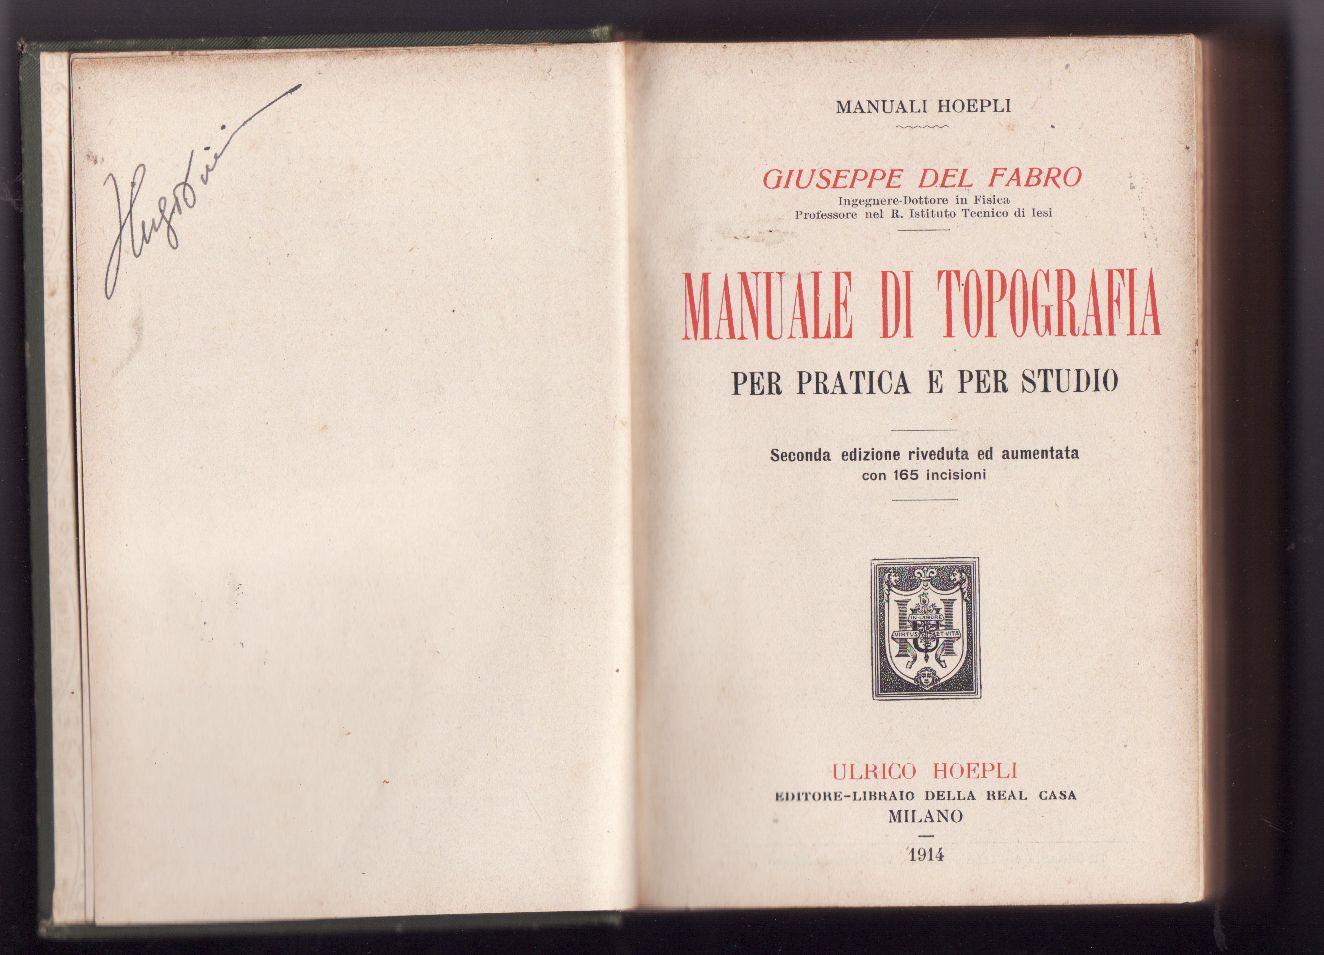 MANUALI HOEPLI
GIUSEPPE DEL FABRO
Ingegnere-Dottore in Fisica
Professore nel R. Istituto Tecnico di Iesi
MANUALE DI TOPOGRAFIA
PER PRATICA E PER STUDIO
Seconda edizione riveduta ed aumentata
con 165 incisioni
IN LABORE
VIRTUS ET VITA
ULRICO HOEPLI
EDITORE-LIBRAIO DELLA REAL CASA
MILANO
1914